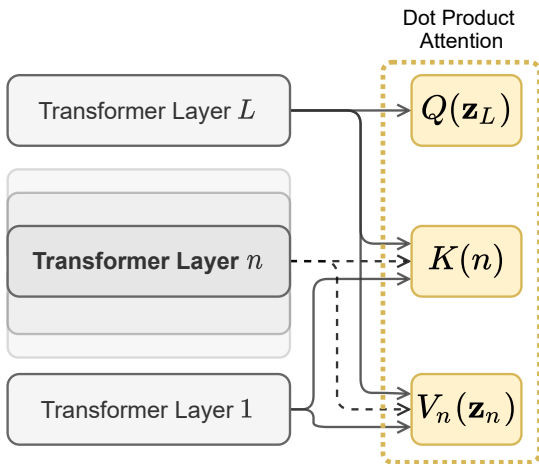 Dot Product
Attention
Transformer Layer L
Q(z_L)
Transformer Layer n
K(n)
Transformer Layer 1
V_n(z_n)